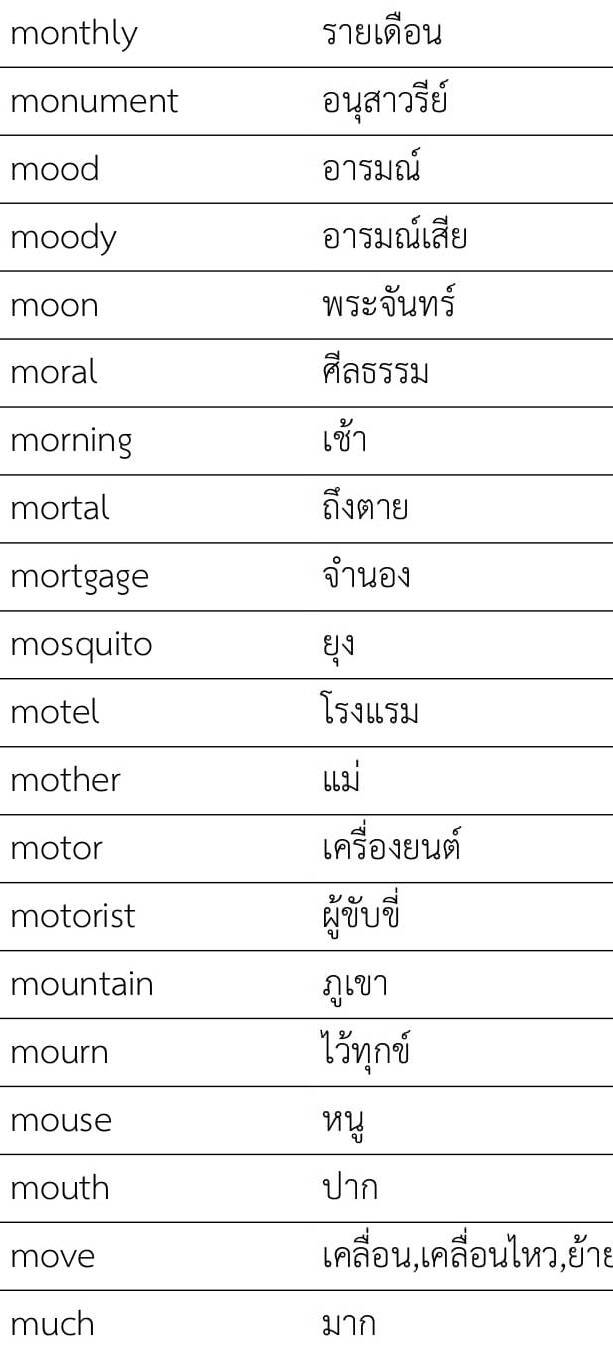 monthly รายเดือน
monument อนุสาวรีย์
mood อารมณ์
moody อารมณ์เสีย
moon พระจันทร์
moral ศีลธรรม
morning เช้า
mortal ถึงตาย
mortgage จำนอง
mosquito ยุง
motel โรงแรม
mother แม่
motor เครื่องยนต์
motorist ผู้ขับขี่
mountain ภูเขา
mourn ไว้ทุกข์
mouse หนู
mouth ปาก
move เคลื่อน,เคลื่อนไหว,ย้าย
much มาก